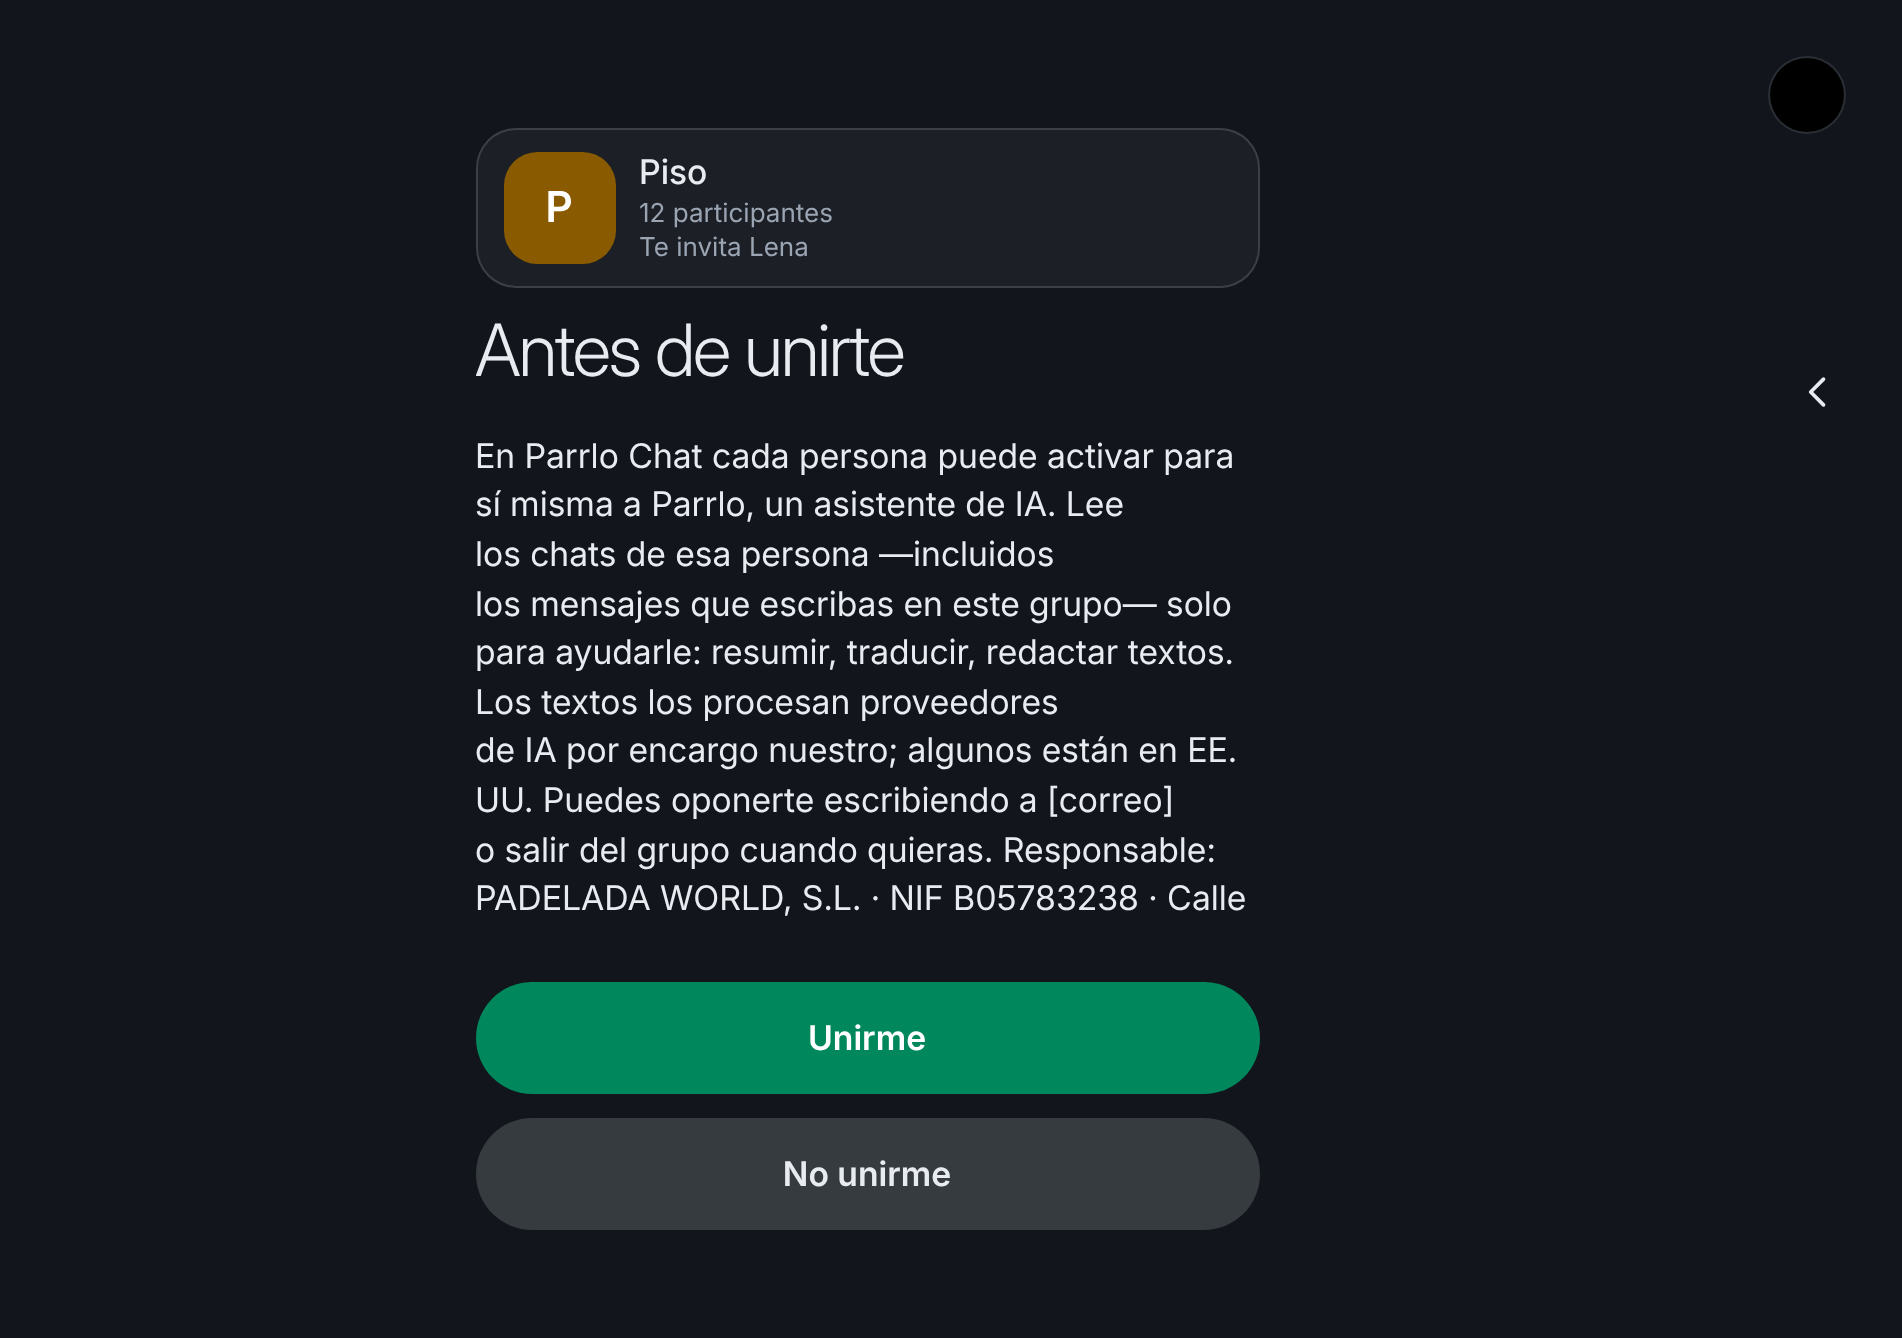 P
Piso
12 participantes
Te invita Lena
Antes de unirte
En Parrlo Chat cada persona puede activar para
sí misma a Parrlo, un asistente de IA. Lee
los chats de esa persona —incluidos
los mensajes que escribas en este grupo— solo
para ayudarle: resumir, traducir, redactar textos.
Los textos los procesan proveedores
de IA por encargo nuestro; algunos están en EE.
UU. Puedes oponerte escribiendo a [correo]
o salir del grupo cuando quieras. Responsable:
PADELADA WORLD, S.L. · NIF B05783238 · Calle
Unirme
No unirme